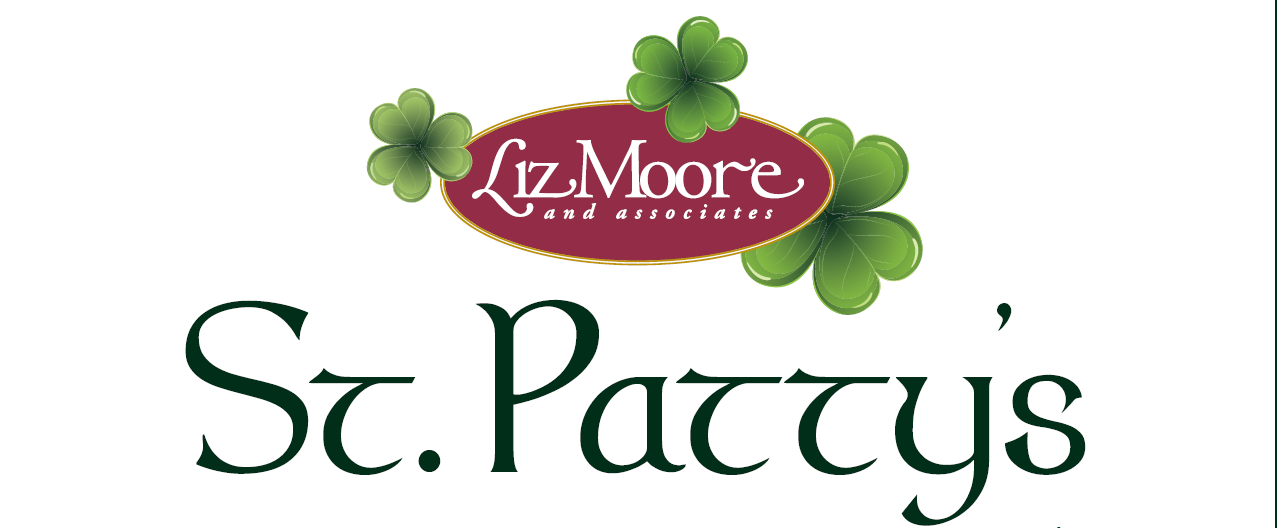 Liz Moore
and associates
St. Patty's